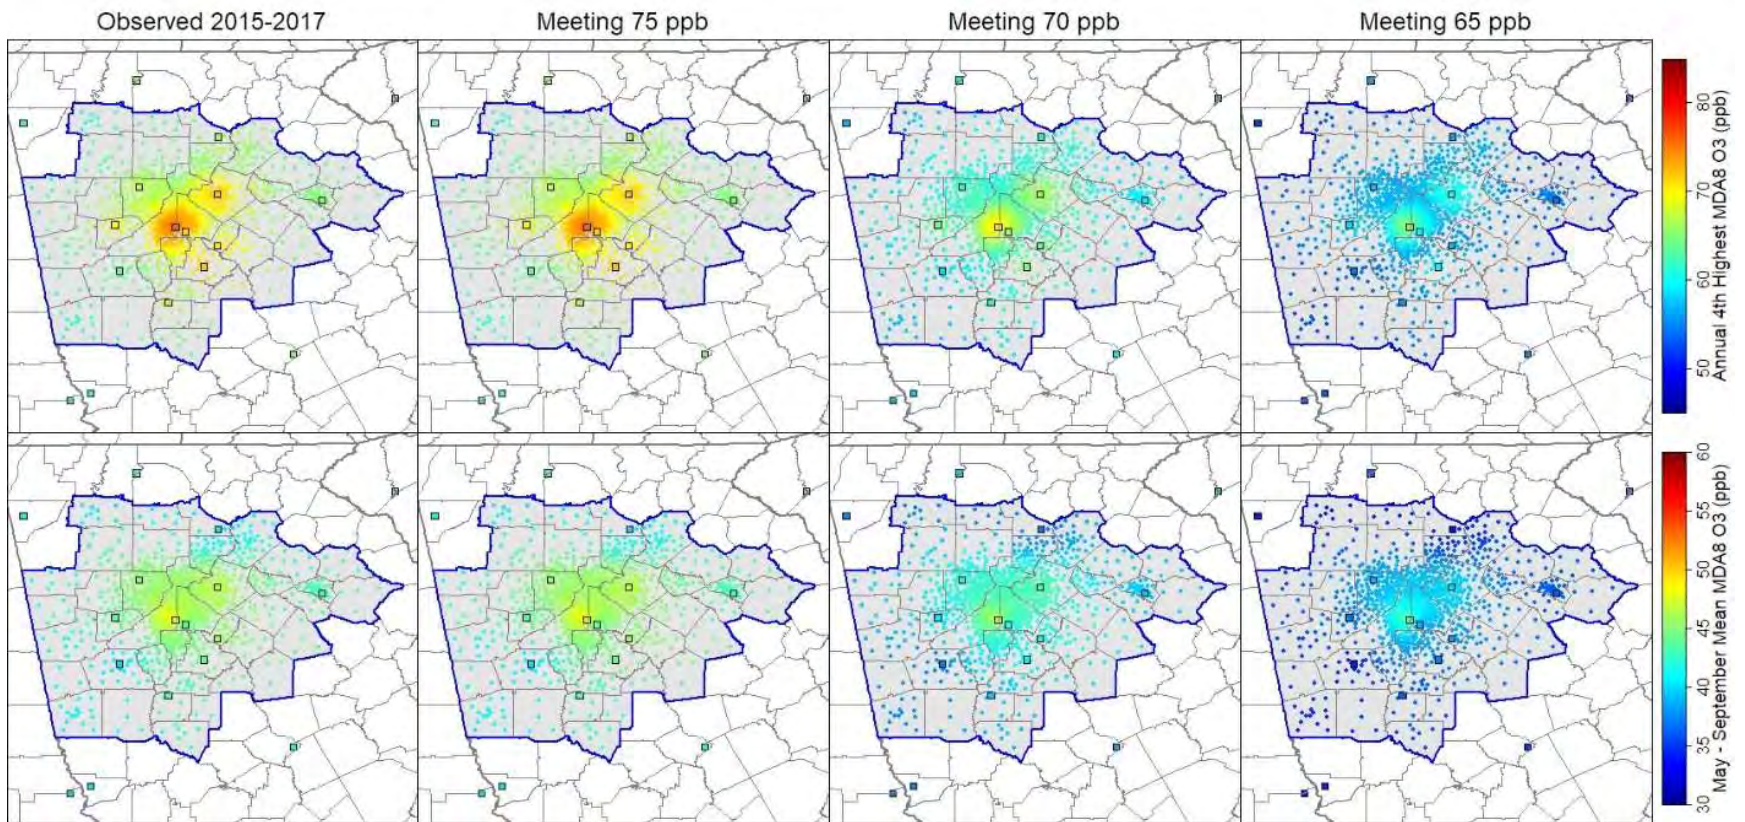 Observed 2015-2017
Meeting 75 ppb
Meeting 70 ppb
Meeting 65 ppb
80
70
60
50
Annual 4th Highest MDA8 O3 (ppb)
60
55
50
45
40
35
30
May - September Mean MDA8 O3 (ppb)